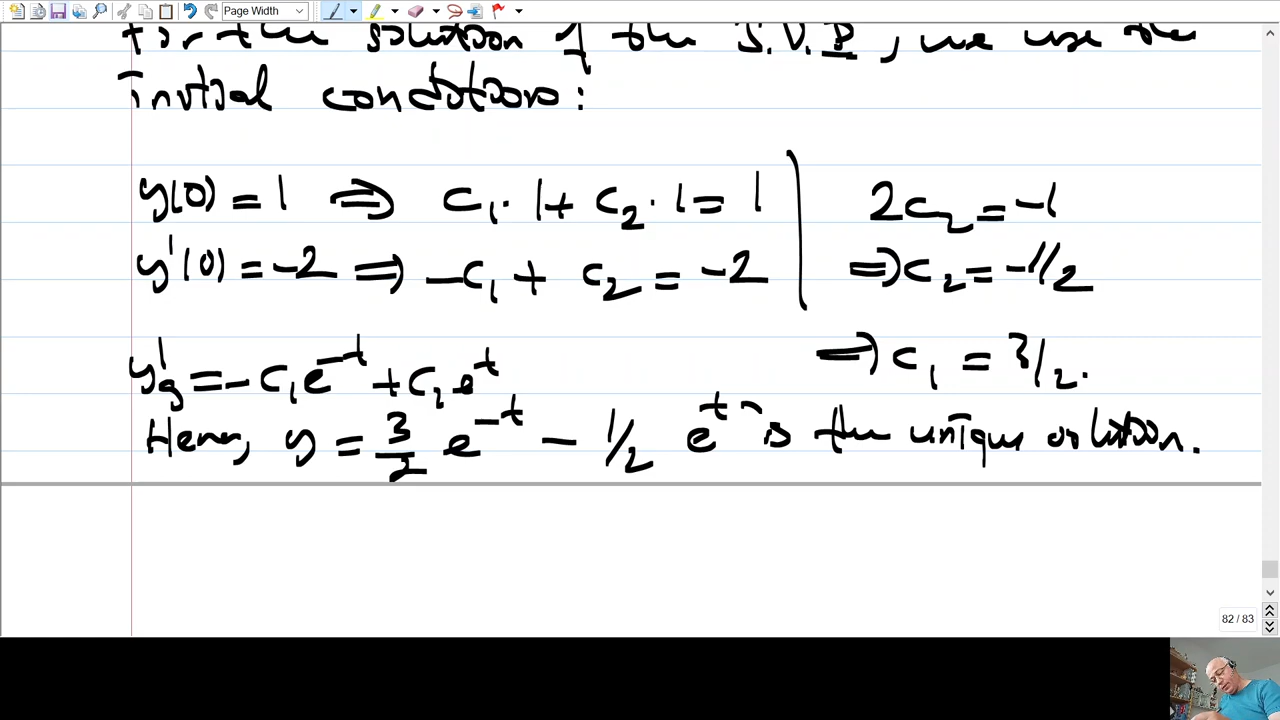 Page Width
For the solution of the I.V.P, we use the
initial conditions:
y(0) = 1 ⟹ c₁·1 + c₂·1 = 1
2c₂ = -1
y'(0) = -2 ⟹ -c₁ + c₂ = -2
⟹ c₂ = -1/2
⟹ c₁ = 3/2.
y'g = -c₁e^-t + c₂e^t
Hence, y = 3/2 e^-t - 1/2 e^t is the unique solution.
82 / 83